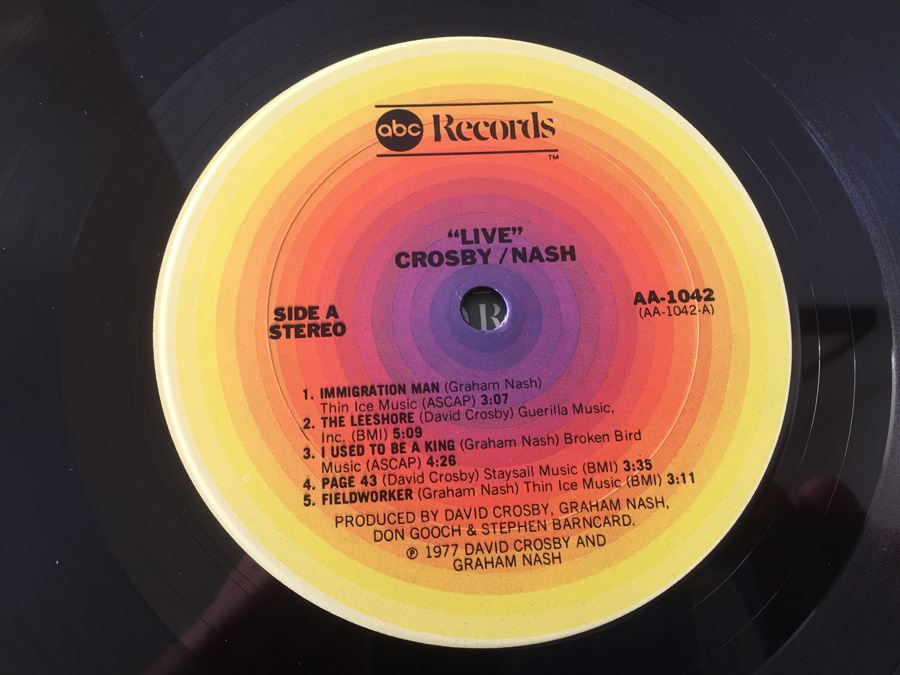 abc Records
TM
"LIVE"
CROSBY / NASH
SIDE A
STEREO
AA-1042
(AA-1042-A)
R
1. IMMIGRATION MAN (Graham Nash)
Thin Ice Music (ASCAP) 3:07
2. THE LEESHORE (David Crosby) Guerilla Music,
Inc. (BMI) 5:09
3. I USED TO BE A KING (Graham Nash) Broken Bird
Music (ASCAP) 4:26
4. PAGE 43 (David Crosby) Staysail Music (BMI) 3:35
5. FIELDWORKER (Graham Nash) Thin Ice Music (BMI) 3:11
PRODUCED BY DAVID CROSBY, GRAHAM NASH,
DON GOOCH & STEPHEN BARNCARD.
℗ 1977 DAVID CROSBY AND
GRAHAM NASH